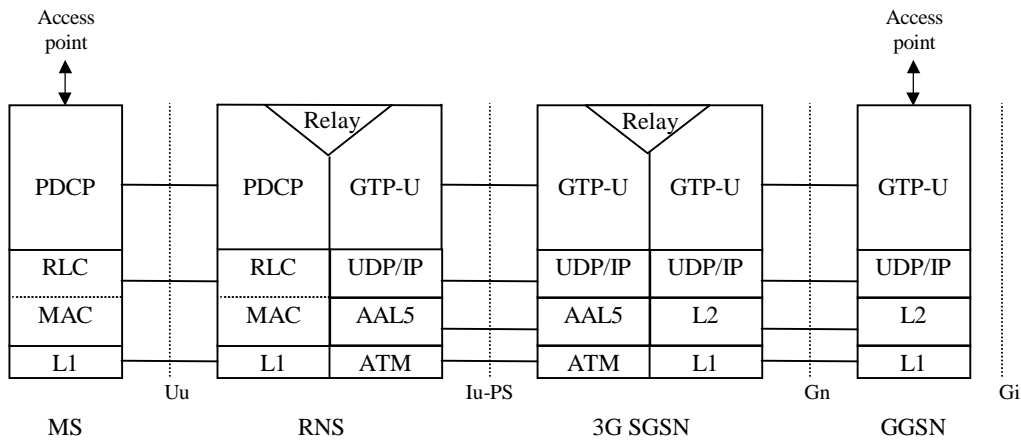 Access
point
Access
point
Relay
Relay
PDCP
PDCP
GTP-U
GTP-U
GTP-U
GTP-U
RLC
RLC
UDP/IP
UDP/IP
UDP/IP
UDP/IP
MAC
MAC
AAL5
AAL5
L2
L2
L1
L1
ATM
ATM
L1
L1
Uu
Iu-PS
Gn
Gi
MS
RNS
3G SGSN
GGSN